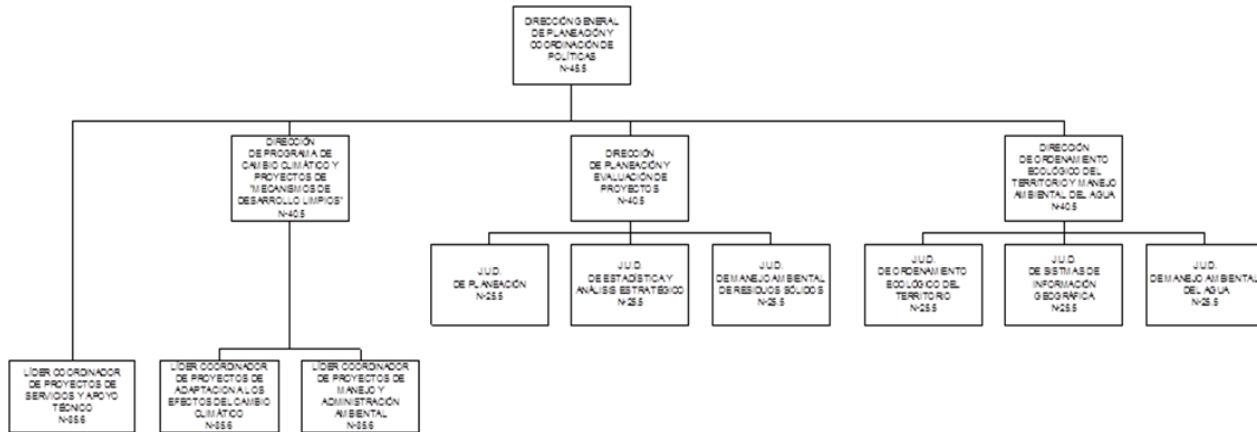 DIRECCIÓN GENERAL
DE PLANEACIÓN Y
COORDINACIÓN DE
POLÍTICAS
N-45.5
DIRECCIÓN
DE PROGRAMA DE
CAMBIO CLIMÁTICO Y
PROYECTOS DE
"MECANISMOS DE
DESARROLLO LIMPIOS"
N-40.5
DIRECCIÓN
DE PLANEACIÓN Y
EVALUACIÓN DE
PROYECTOS
N-40.5
DIRECCIÓN
DE ORDENAMIENTO
ECOLÓGICO DEL
TERRITORIO Y MANEJO
AMBIENTAL DEL AGUA
N-40.5
J.U.D.
DE PLANEACIÓN
N-25.5
J.U.D.
DE ESTADÍSTICA Y
ANÁLISIS ESTRATÉGICO
N-25.5
J.U.D.
DE MANEJO AMBIENTAL
DE RESIDUOS SÓLIDOS
N-25.5
J.U.D.
DE ORDENAMIENTO
ECOLÓGICO DEL
TERRITORIO
N-25.5
J.U.D.
DE SISTMAS DE
INFORMACIÓN
GEOGRÁFICA
N-25.5
J.U.D.
DE MANEJO AMBIENTAL
DEL AGUA
N-25.5
LÍDER COORDINADOR
DE PROYECTOS DE
SERVICIOS Y APOYO
TÉCNICO
N-85.6
LÍDER COORDINADOR
DE PROYECTOS DE
ADAPTACION A LOS
EFECTOS DEL CAMBIO
CLIMÁTICO
N-85.6
LÍDER COORDINADOR
DE PROYECTOS DE
MANEJO Y
ADMINISTRACIÓN
AMBIENTAL
N-85.6